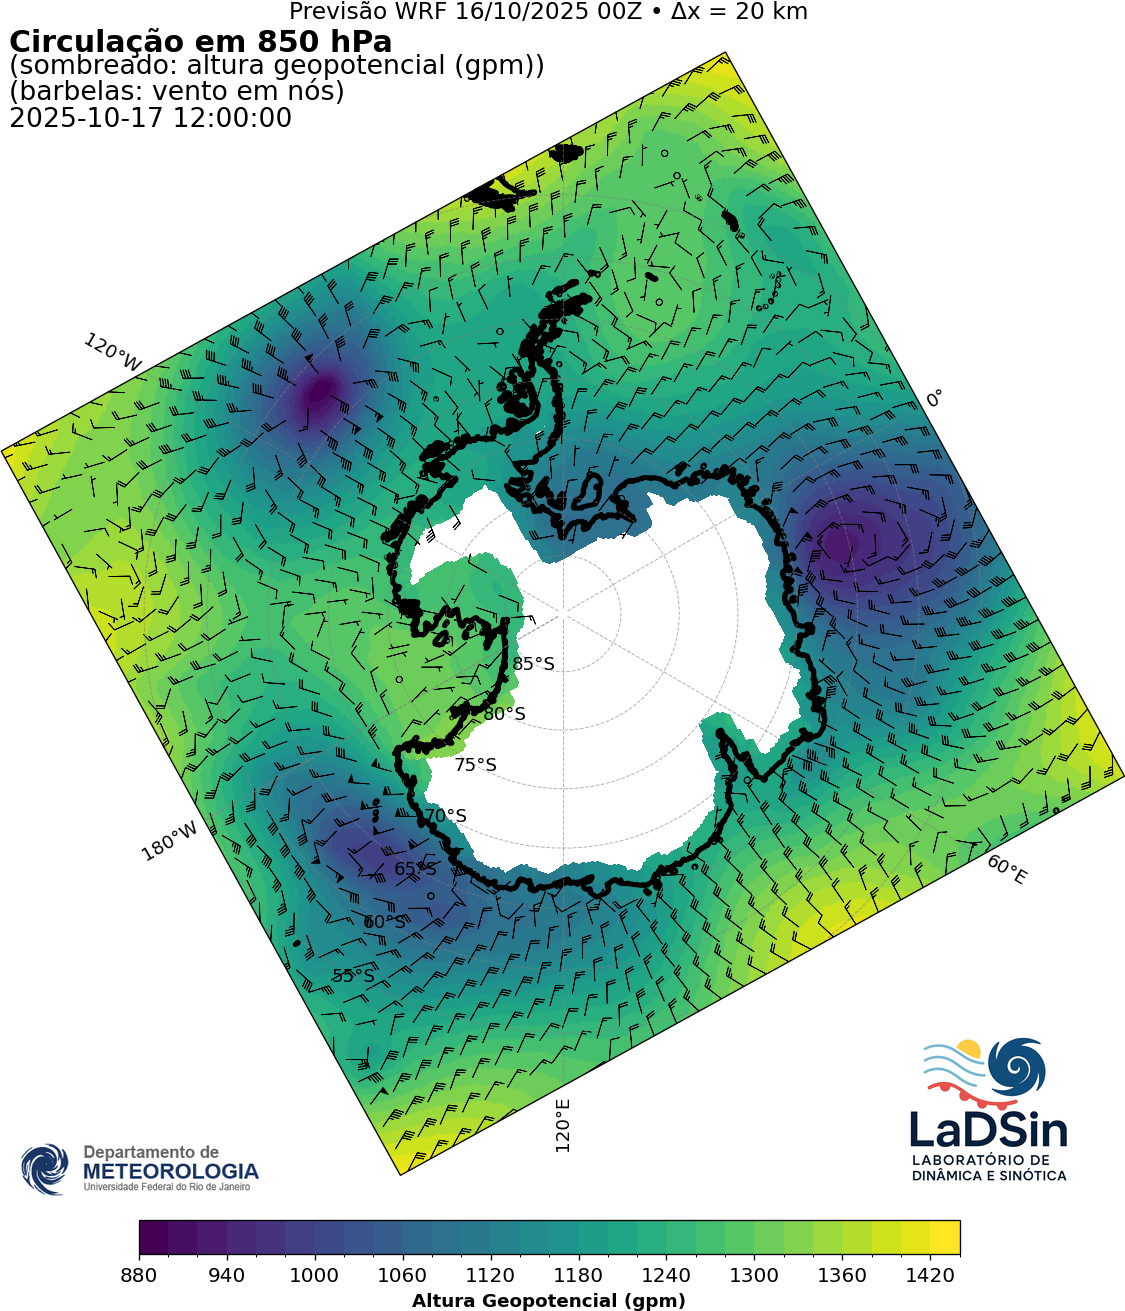 Previsão WRF 16/10/2025 00Z • Δx = 20 km
Circulação em 850 hPa
(sombreado: altura geopotencial (gpm))
(barbelas: vento em nós)
2025-10-17 12:00:00
120°W
0°
85°S
80°S
75°S
70°S
65°S
60°S
55°S
180°W
60°E
120°E
Departamento de
METEOROLOGIA
Universidade Federal do Rio de Janeiro
LaDSin
LABORATÓRIO DE
DINÂMICA E SINÓTICA
880 940 1000 1060 1120 1180 1240 1300 1360 1420
Altura Geopotencial (gpm)